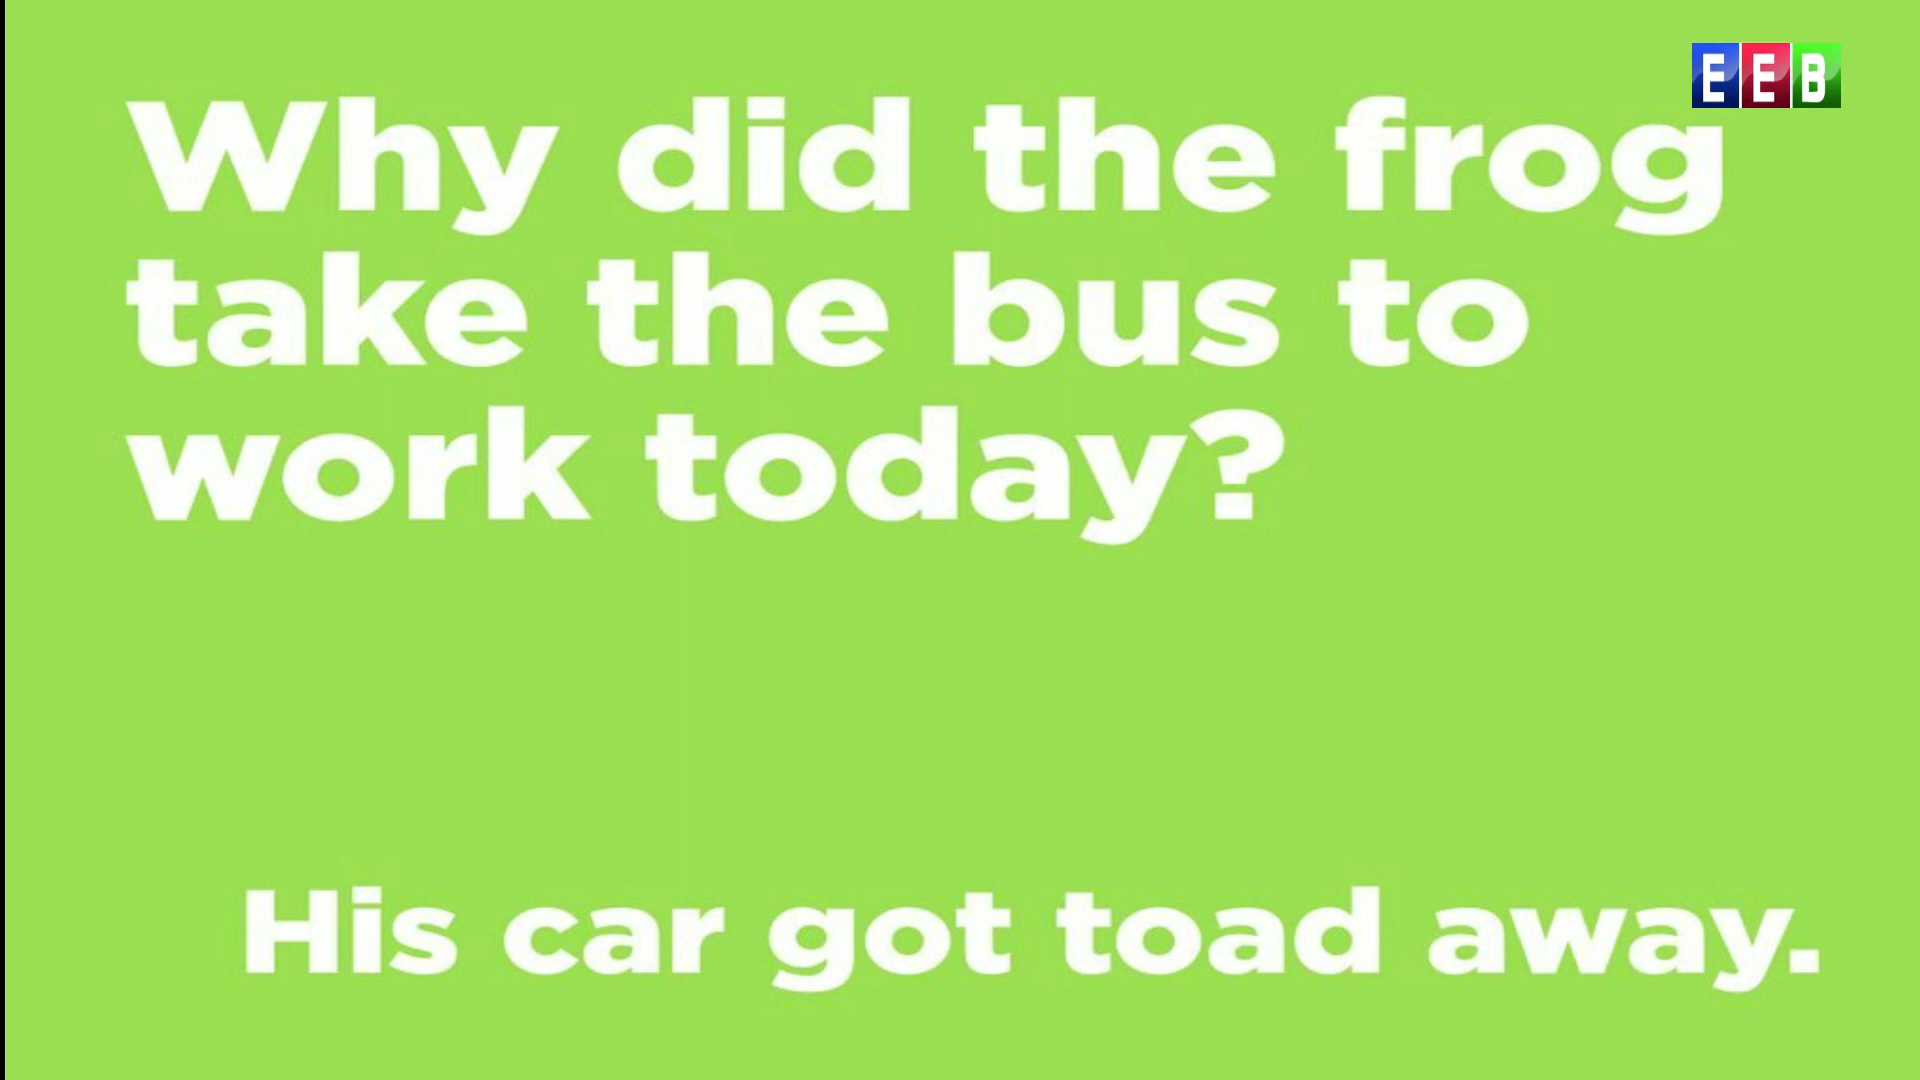 EEB
Why did the frog
take the bus to
work today?
His car got toad away.